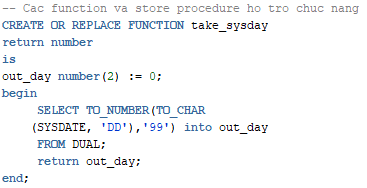 -- Cac function va store procedure ho tro chuc nang
CREATE OR REPLACE FUNCTION take_sysday
return number
is
out_day number(2) := 0;
begin
SELECT TO_NUMBER(TO_CHAR
(SYSDATE, 'DD'),'99') into out_day
FROM DUAL;
return out_day;
end;